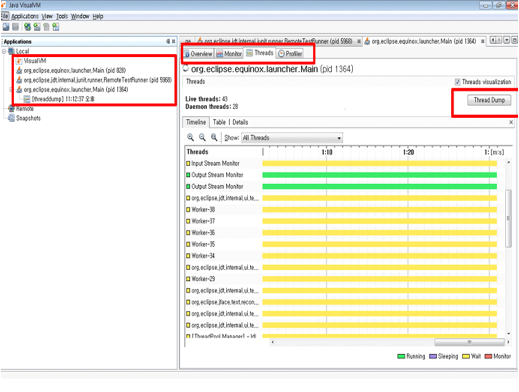 Java VisualVM
File Applications View Tools Window Help
Applications
Local
VisualVM
org.eclipse.equinox.launcher.Main (pid 828)
org.eclipse.jdt.internal.junit.runner.RemoteTestRunner (pid 5968)
org.eclipse.equinox.launcher.Main (pid 1364)
[threaddump] 11:12:37 오후
Remote
Snapshots
org.eclipse.jdt.internal.junit.runner.RemoteTestRunner (pid 5968)
org.eclipse.equinox.launcher.Main (pid 1364)
Overview Monitor Threads Profiler
org.eclipse.equinox.launcher.Main (pid 1364)
Threads
Threads visualization
Live threads: 43
Daemon threads: 28
Thread Dump
Timeline Table Details
Show: All Threads
Threads 1:10 1:20 [m:s]
Input Stream Monitor
Output Stream Monitor
Output Stream Monitor
org.eclipse.jdt.internal.ui.te...
Worker-38
Worker-37
Worker-36
Worker-35
Worker-34
org.eclipse.jdt.internal.ui.te...
Worker-29
org.eclipse.jface.text.recon...
org.eclipse.jdt.internal.ui.te...
org.eclipse.jdt.internal.ui.te...
[ThreadPool Manager] - Idl...
Running Sleeping Wait Monitor